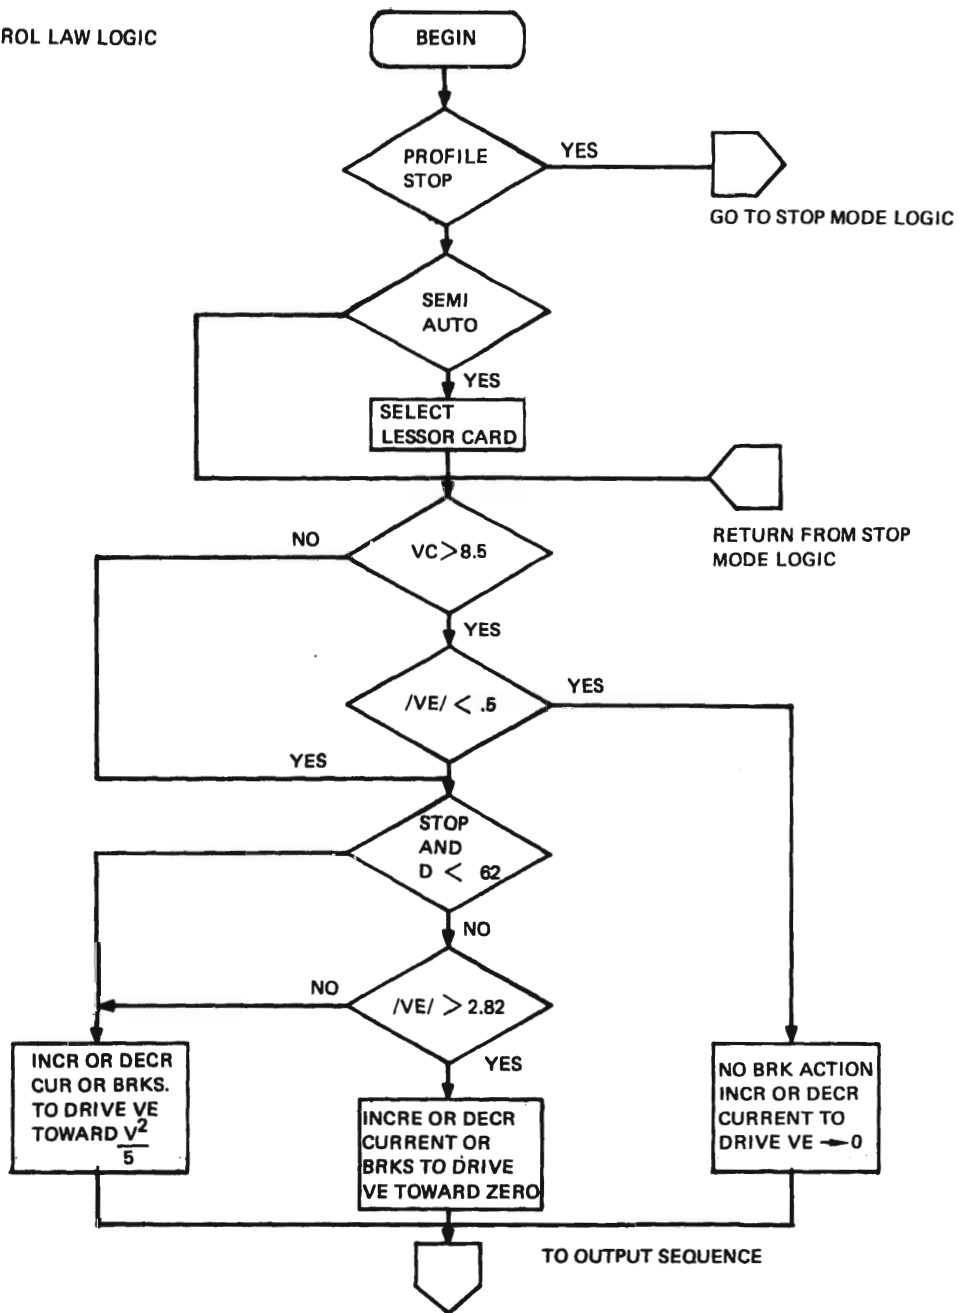 ROL LAW LOGIC
BEGIN
PROFILE
STOP
YES
GO TO STOP MODE LOGIC
SEMI
AUTO
YES
SELECT
LESSOR CARD
RETURN FROM STOP
MODE LOGIC
NO
VC > 8.5
YES
/VE/ < .5
YES
YES
STOP
AND
D < 62
NO
NO
/VE/ > 2.82
YES
INCR OR DECR
CUR OR BRKS.
TO DRIVE VE
TOWARD V²
5
INCRE OR DECR
CURRENT OR
BRKS TO DRIVE
VE TOWARD ZERO
NO BRK ACTION
INCR OR DECR
CURRENT TO
DRIVE VE → 0
TO OUTPUT SEQUENCE